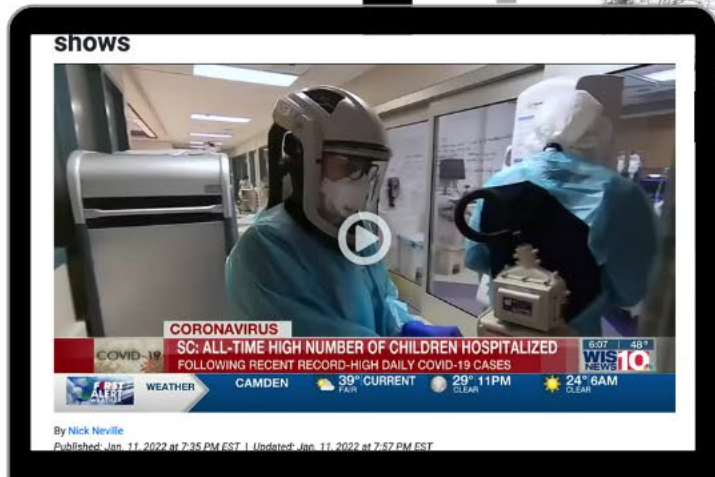 shows
CORONAVIRUS
COVID-19
SC: ALL-TIME HIGH NUMBER OF CHILDREN HOSPITALIZED
FOLLOWING RECENT RECORD-HIGH DAILY COVID-19 CASES
6:07 48°
WIS
NEWS 10
FIRST
ALERT
WEATHER
CAMDEN
39° CURRENT
FAIR
29° 11PM
CLEAR
24° 6AM
CLEAR
By Nick Neville
Published: Jan. 11, 2022 at 7:35 PM EST | Updated: Jan. 11, 2022 at 7:57 PM EST